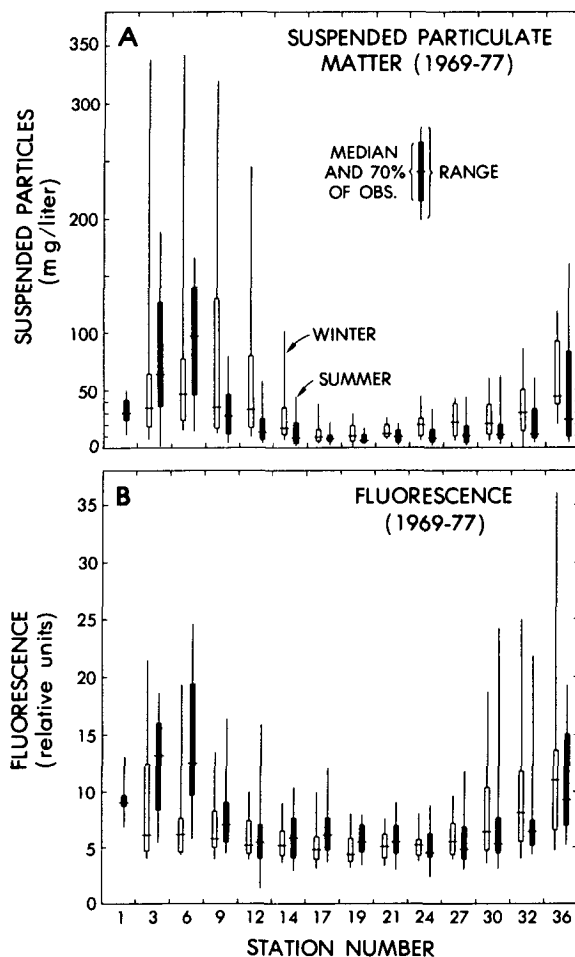 A
SUSPENDED PARTICULATE
MATTER (1969-77)
350
300
200
100
50
0
SUSPENDED PARTICLES
(mg/liter)
MEDIAN
AND 70%
OF OBS.
RANGE
WINTER
SUMMER
B
FLUORESCENCE
(1969-77)
35
30
25
20
15
10
5
0
FLUORESCENCE
(relative units)
1 3 6 9 12 14 17 19 21 24 27 30 32 36
STATION NUMBER